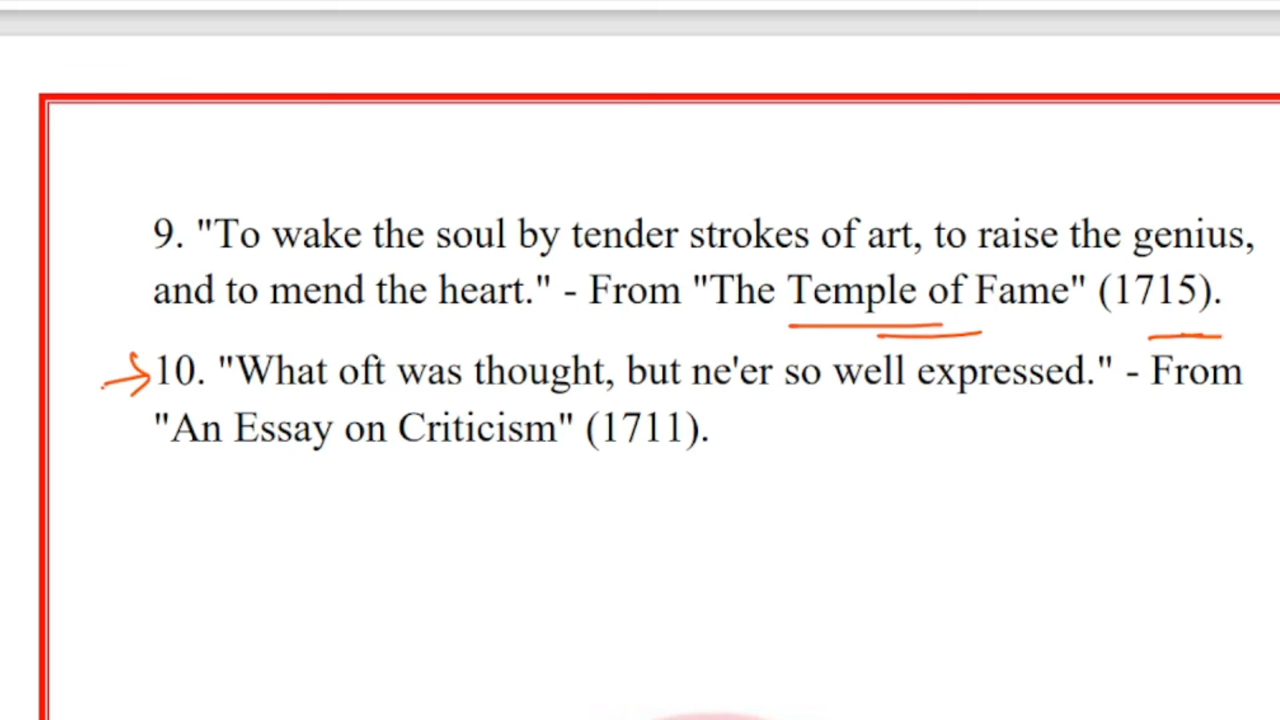 9. "To wake the soul by tender strokes of art, to raise the genius,
and to mend the heart." - From "The Temple of Fame" (1715).
10. "What oft was thought, but ne'er so well expressed." - From
"An Essay on Criticism" (1711).